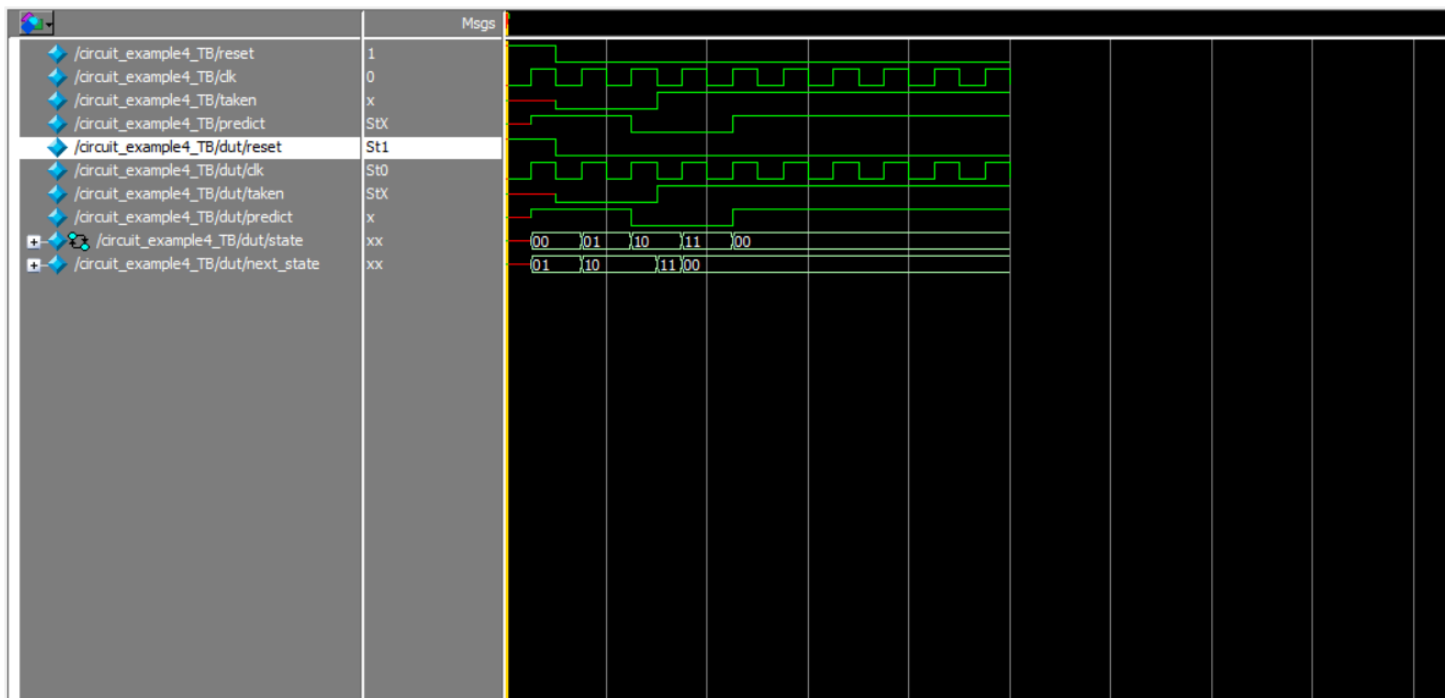 Msgs
/circuit_example4_TB/reset 1
/circuit_example4_TB/clk 0
/circuit_example4_TB/taken x
/circuit_example4_TB/predict StX
/circuit_example4_TB/dut/reset St1
/circuit_example4_TB/dut/clk St0
/circuit_example4_TB/dut/taken StX
/circuit_example4_TB/dut/predict x
/circuit_example4_TB/dut/state xx 00 01 10 11 00
/circuit_example4_TB/dut/next_state xx 01 10 11 00